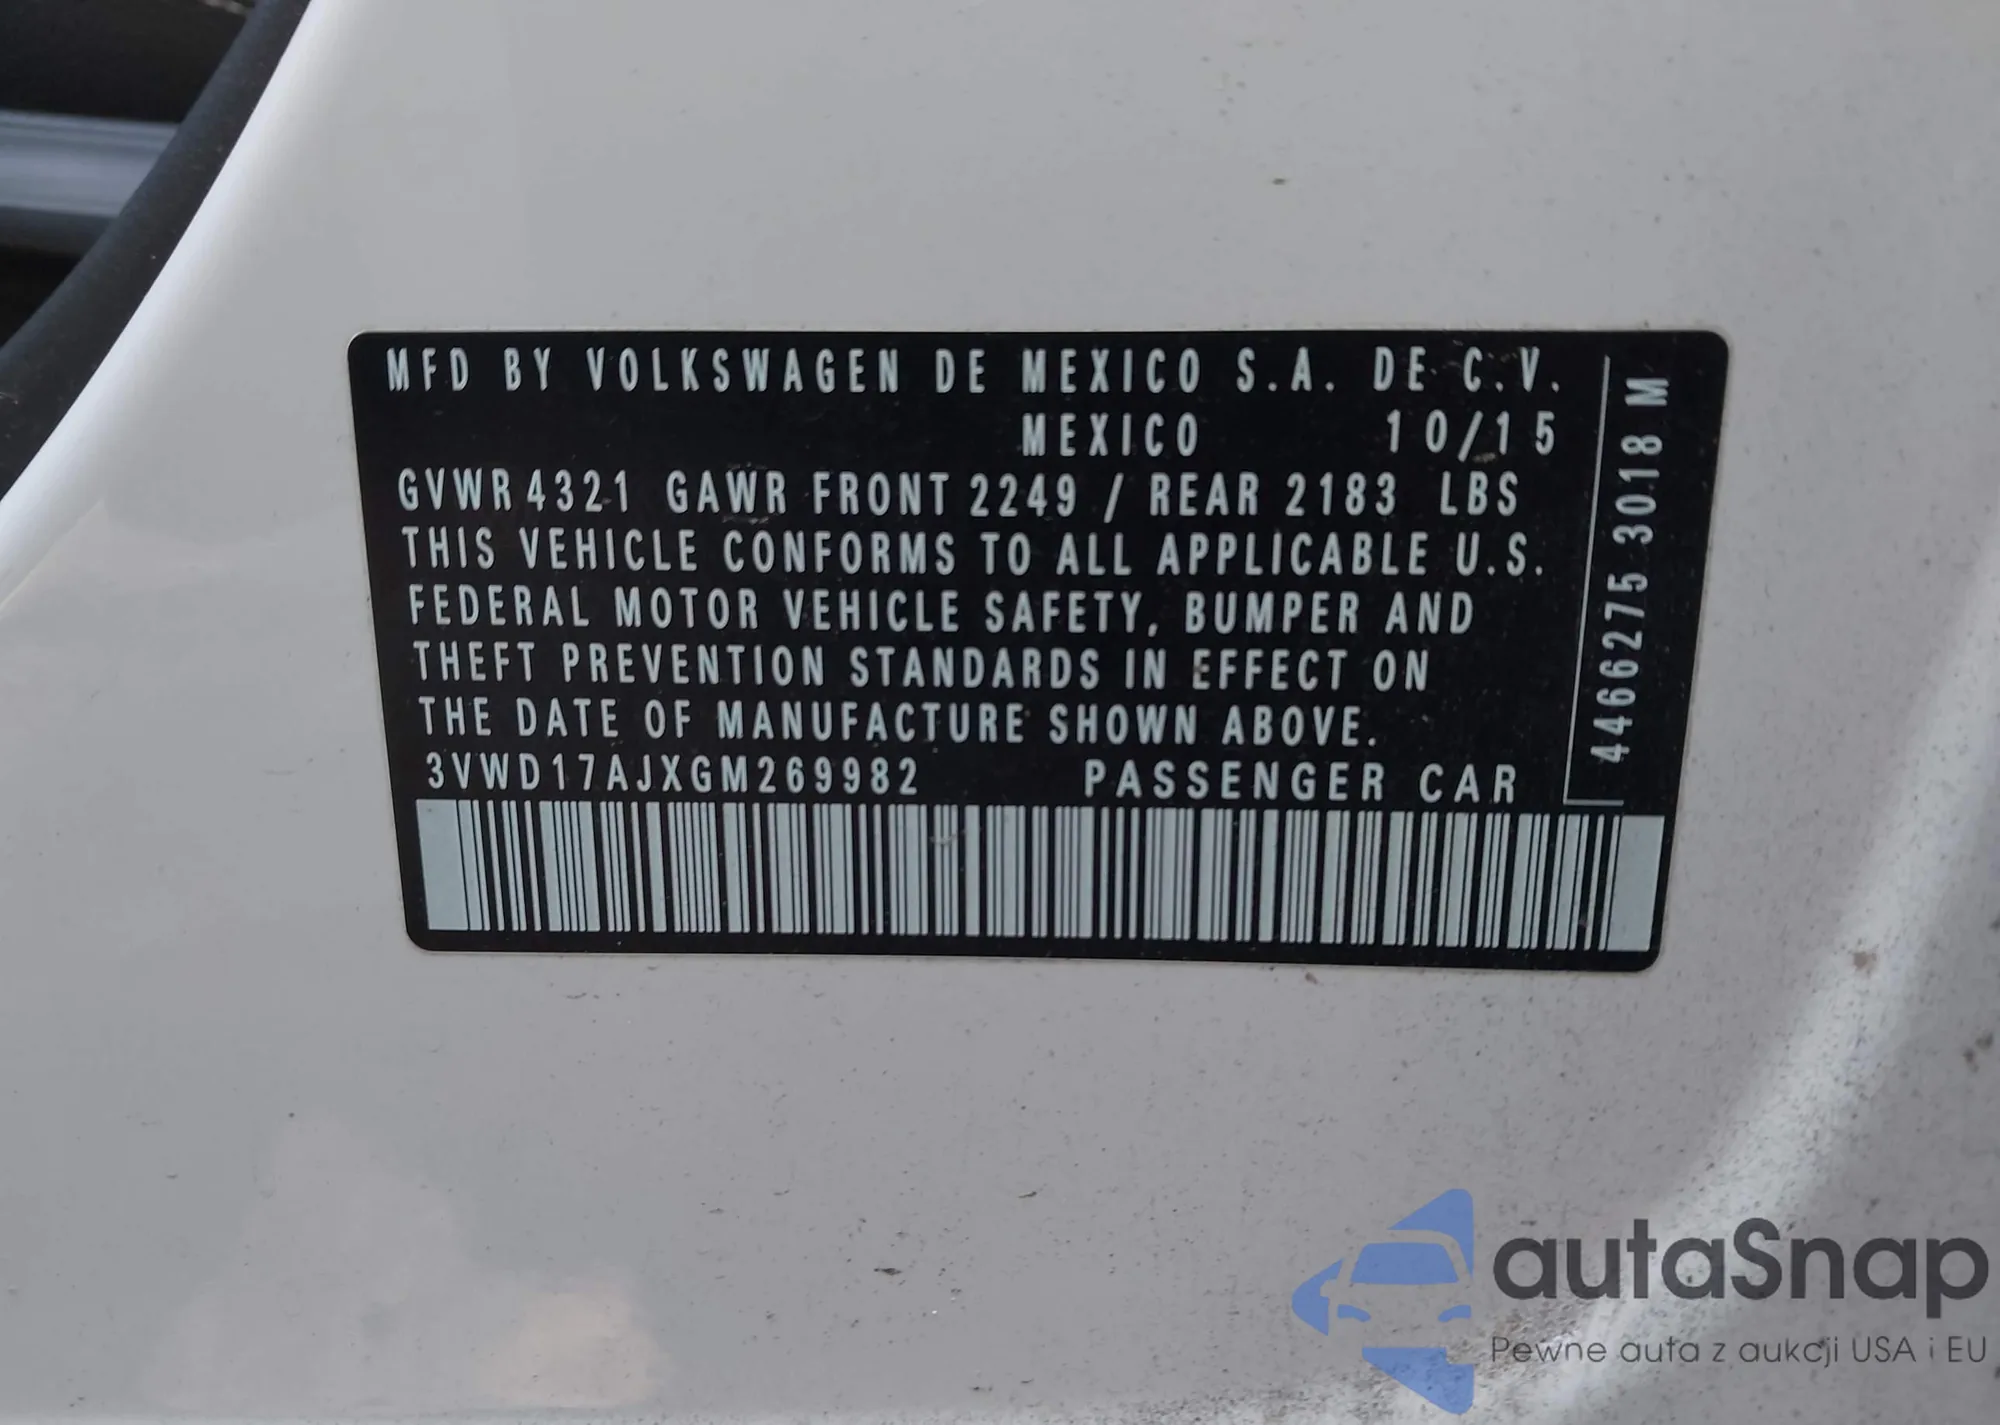 MFD BY VOLKSWAGEN DE MEXICO S.A. DE C.V.
MEXICO 10/15
GVWR 4321 GAWR FRONT 2249 / REAR 2183 LBS
THIS VEHICLE CONFORMS TO ALL APPLICABLE U.S.
FEDERAL MOTOR VEHICLE SAFETY, BUMPER AND
THEFT PREVENTION STANDARDS IN EFFECT ON
THE DATE OF MANUFACTURE SHOWN ABOVE.
3VWD17AJXGM269982 PASSENGER CAR
4466275 3018 M
autaSnap
Pewne auta z aukcji USA i EU